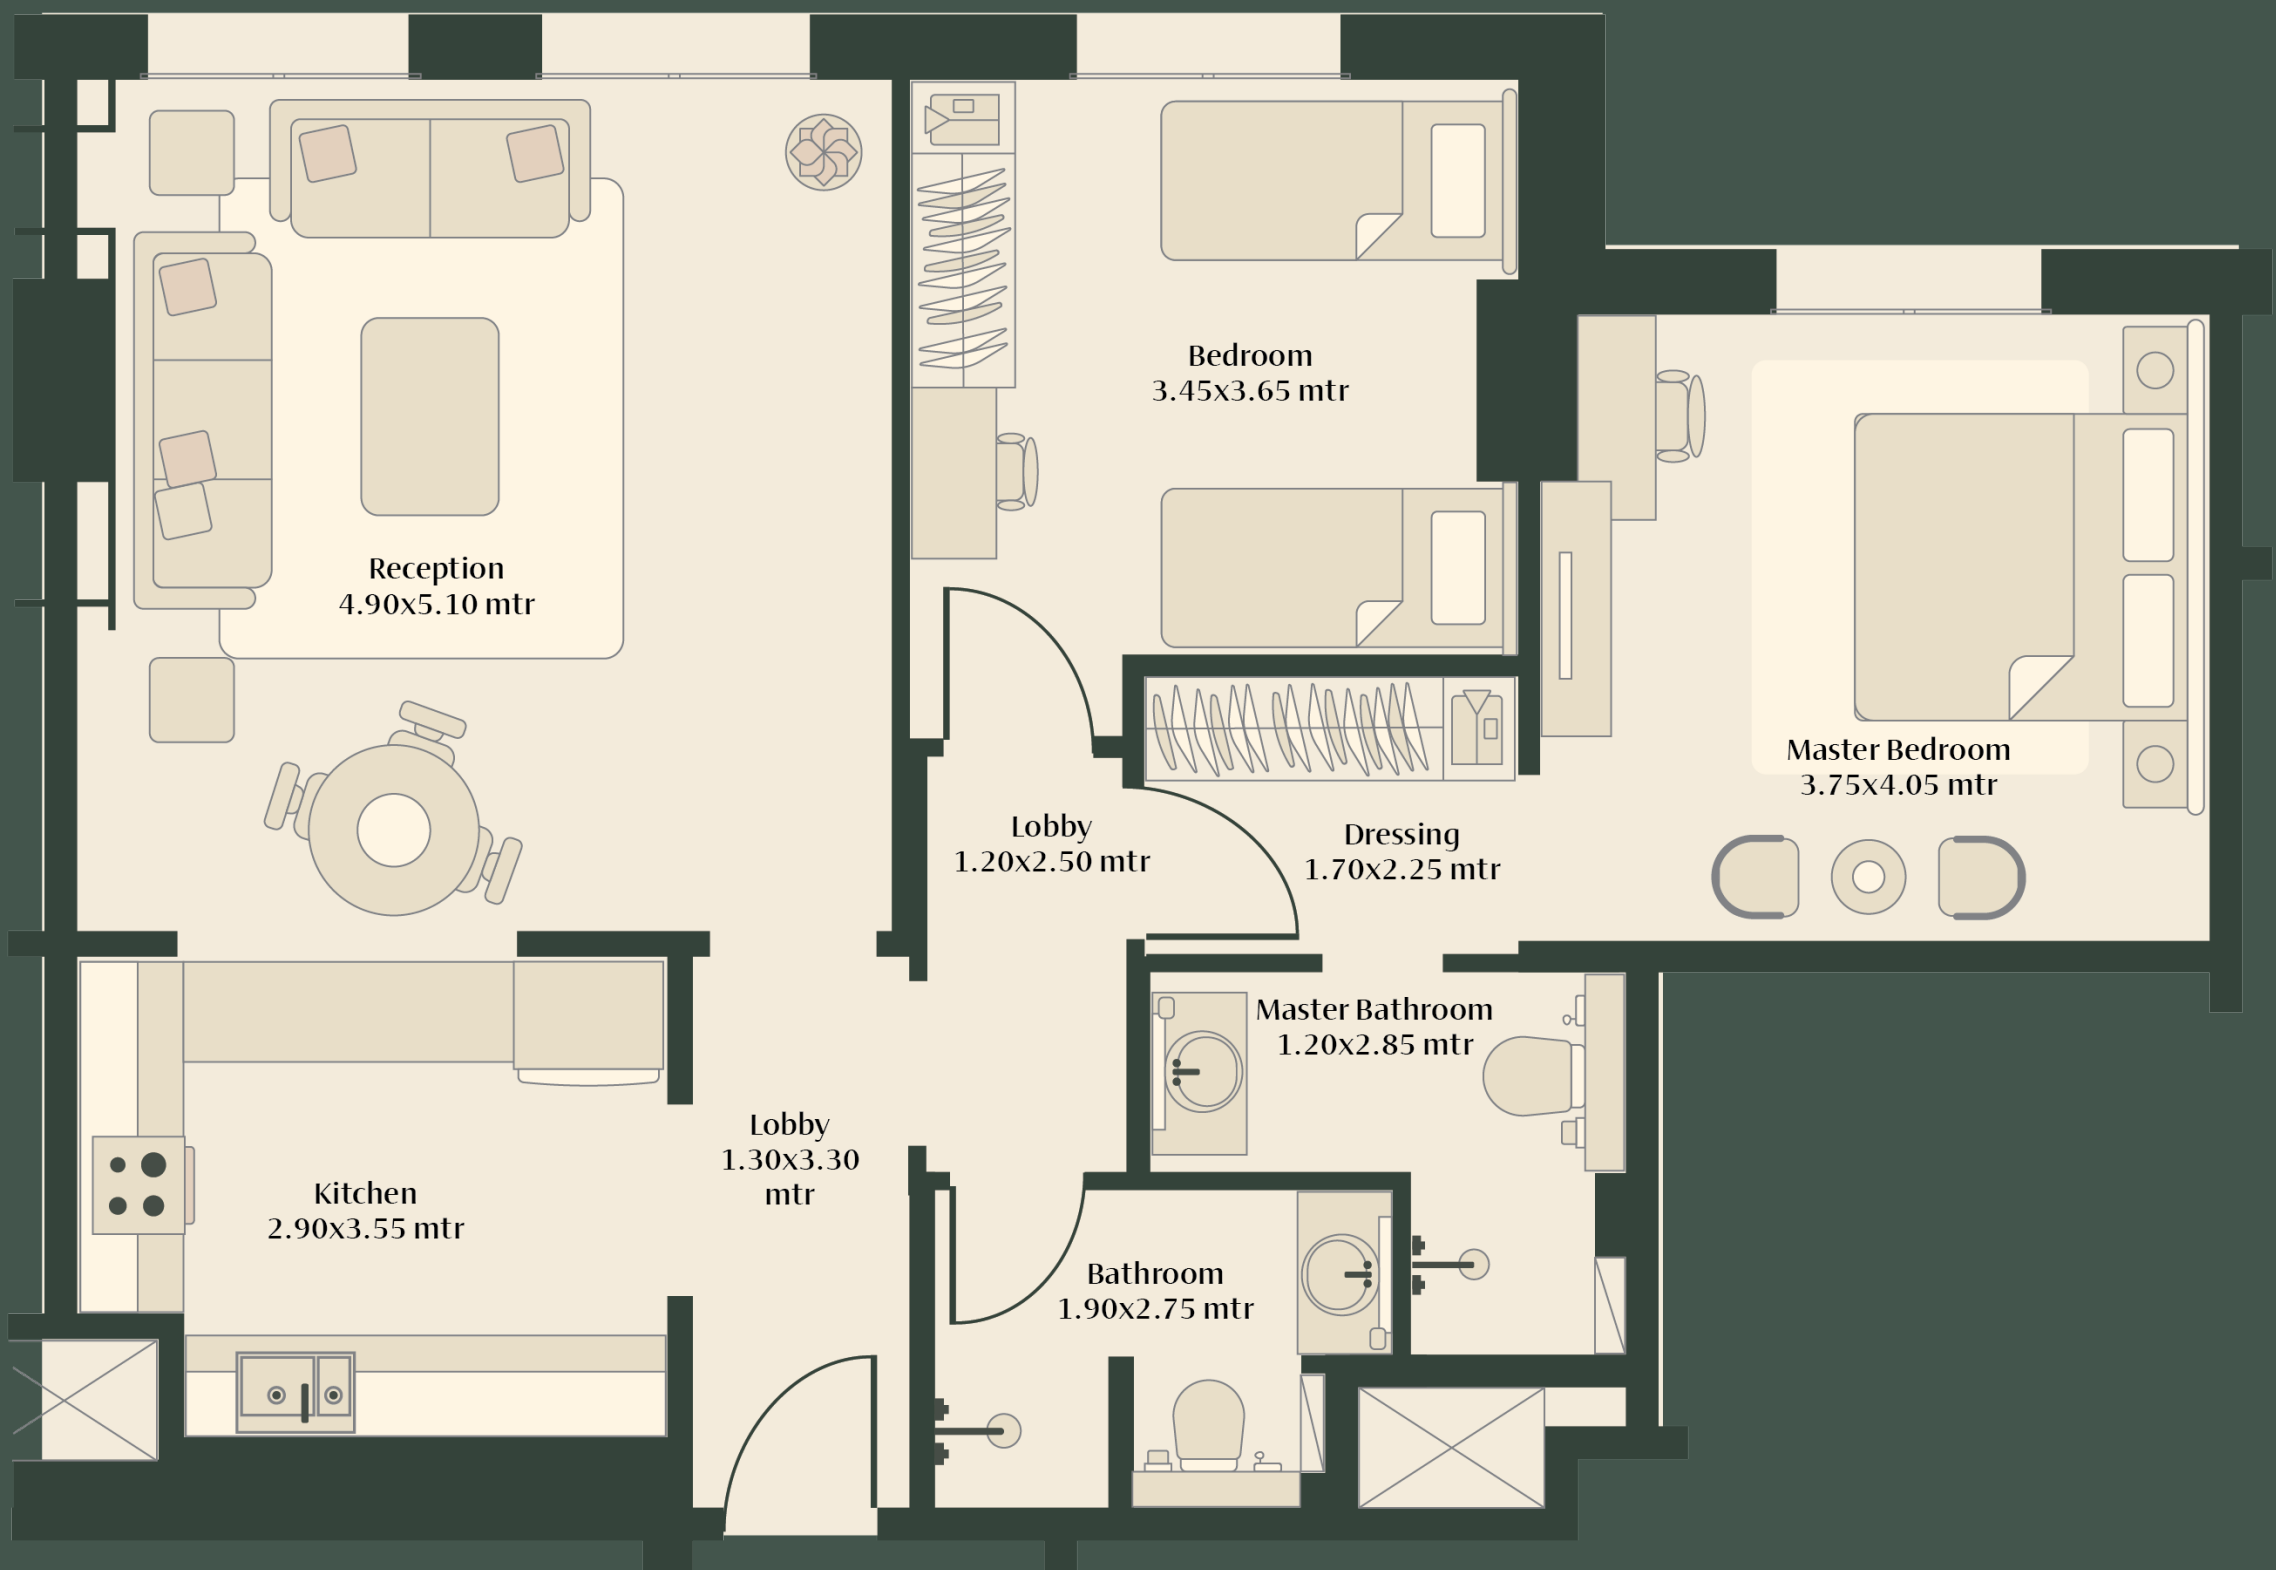 Bedroom
3.45x3.65 mtr
Reception
4.90x5.10 mtr
Master Bedroom
3.75x4.05 mtr
Lobby
1.20x2.50 mtr
Dressing
1.70x2.25 mtr
Master Bathroom
1.20x2.85 mtr
Lobby
1.30x3.30
mtr
Kitchen
2.90x3.55 mtr
Bathroom
1.90x2.75 mtr